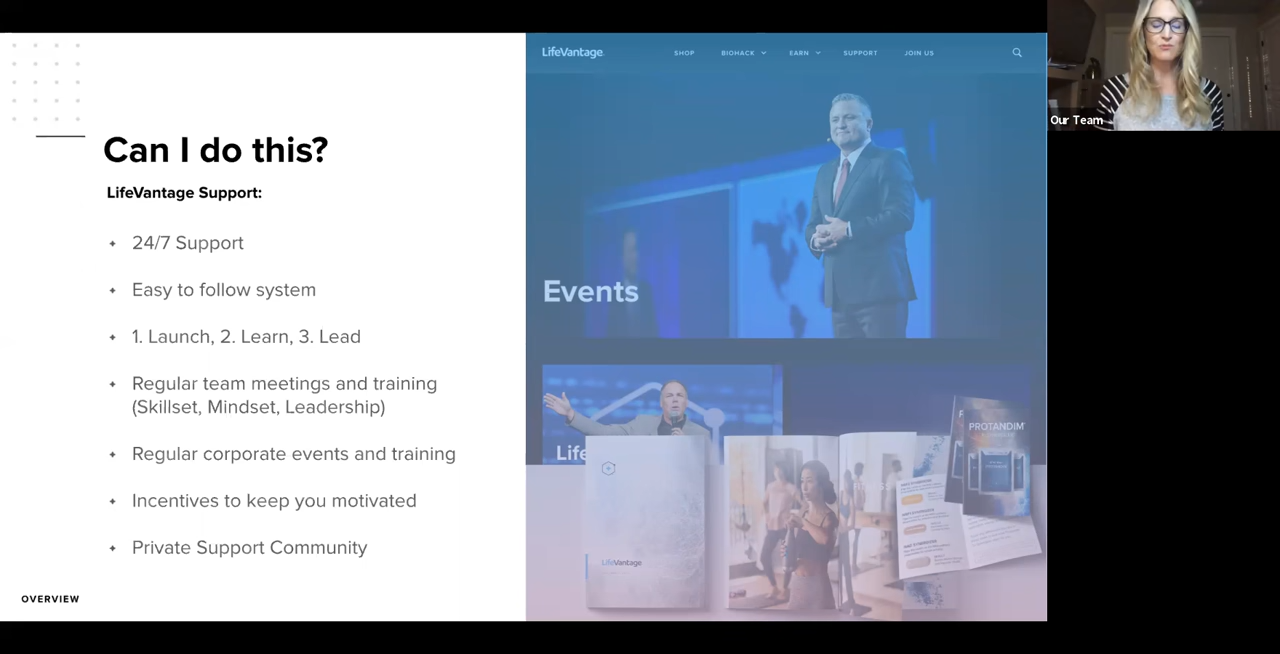 Can I do this?
LifeVantage Support:
24/7 Support
Easy to follow system
1. Launch, 2. Learn, 3. Lead
Regular team meetings and training
(Skillset, Mindset, Leadership)
Regular corporate events and training
Incentives to keep you motivated
Private Support Community
OVERVIEW
LifeVantage
SHOP
BIOHACK
EARN
SUPPORT
JOIN US
Events
Life
PROTANDIM
LifeVantage
Our Team